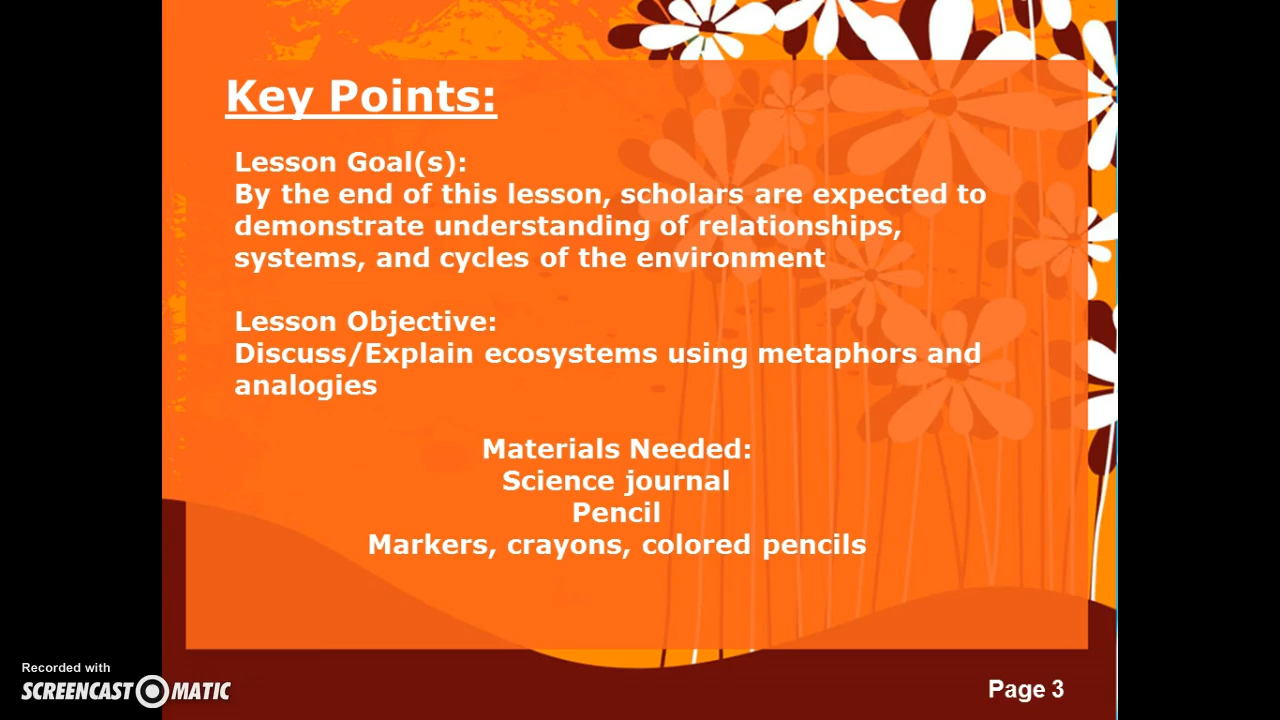 Key Points:
Lesson Goal(s):
By the end of this lesson, scholars are expected to
demonstrate understanding of relationships,
systems, and cycles of the environment
Lesson Objective:
Discuss/Explain ecosystems using metaphors and
analogies
Materials Needed:
Science journal
Pencil
Markers, crayons, colored pencils
Recorded with
SCREENCAST MATIC
Page 3